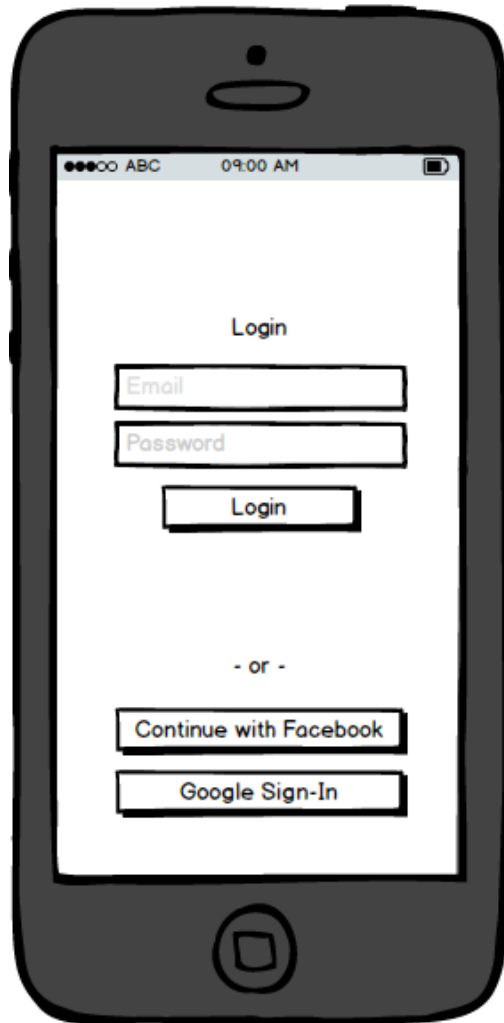 ABC 09:00 AM
Login
Email
Password
Login
- or -
Continue with Facebook
Google Sign-In